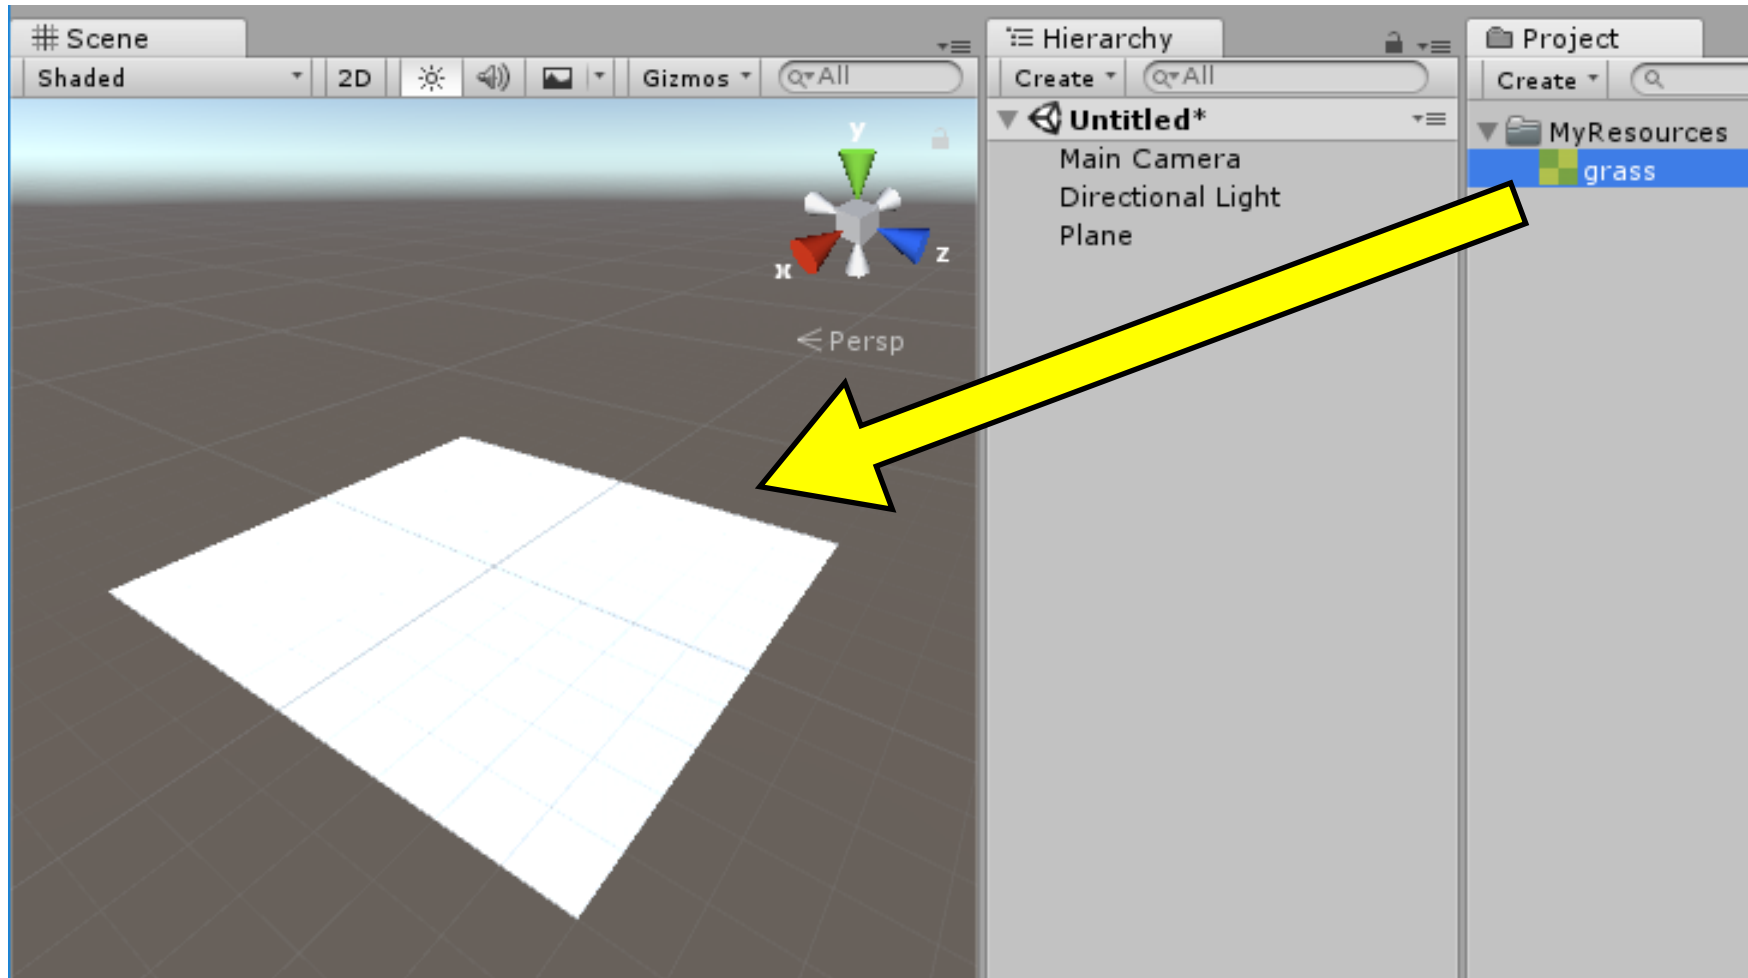 Scene
Shaded 2D Gizmos All
y
x
z
Persp
Hierarchy
Create All
Untitled*
Main Camera
Directional Light
Plane
Project
Create
MyResources
grass